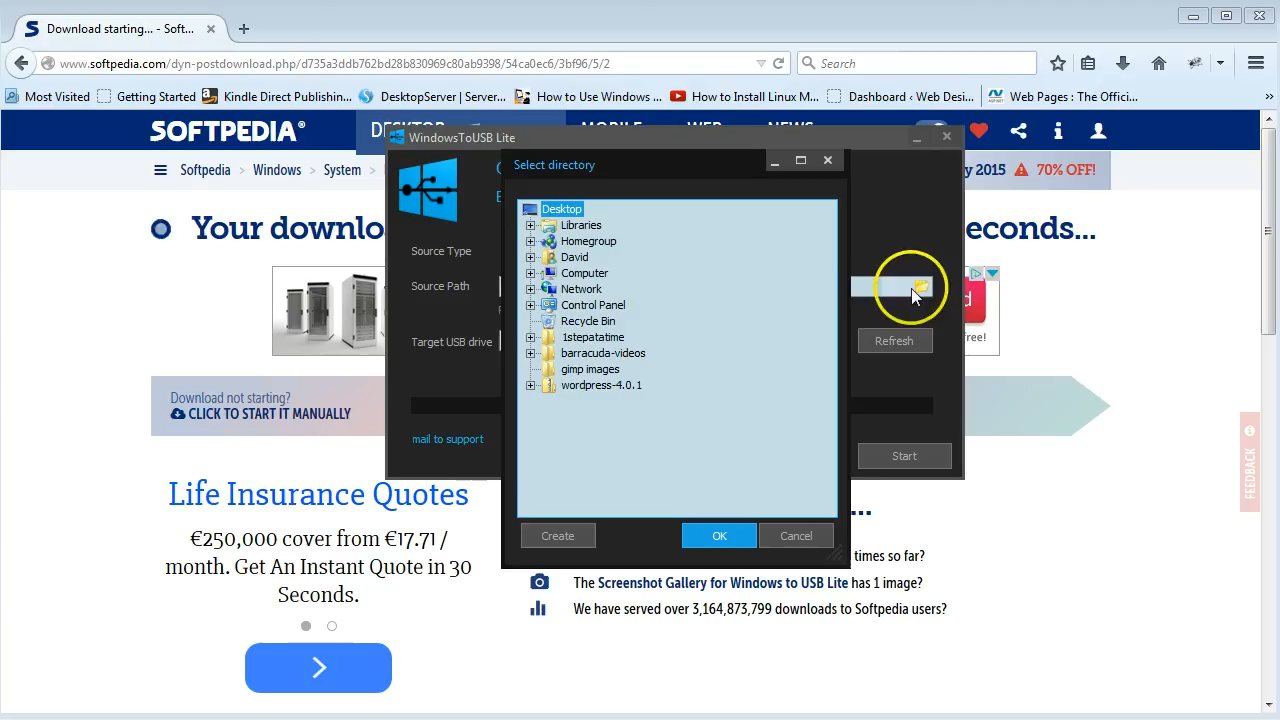 Download starting... - Soft...
www.softpedia.com/dyn-postdownload.php/d735a3ddb762bd28b830969c80ab9398/54ca0ec6/3bf96/5/2
Search
Most Visited
Getting Started
Kindle Direct Publishin...
DesktopServer | Server...
How to Use Windows ...
How to Install Linux M...
Dashboard ‹ Web Desi...
Web Pages : The Offici...
»
SOFTPEDIA®
DESKTOP
MOBILE
WEB
NEWS
Softpedia > Windows > System >
y 2015
70% OFF!
Your downlo
econds...
WindowsToUSB Lite
Select directory
Source Type
Source Path
Target USB drive
Refresh
mail to support
Start
Desktop
Libraries
Homegroup
David
Computer
Network
Control Panel
Recycle Bin
1stepatatime
barracuda-videos
gimp images
wordpress-4.0.1
Create
OK
Cancel
Download not starting?
CLICK TO START IT MANUALLY
Life Insurance Quotes
€250,000 cover from €17.71 /
month. Get An Instant Quote in 30
Seconds.
...
times so far?
The Screenshot Gallery for Windows to USB Lite has 1 image?
We have served over 3,164,873,799 downloads to Softpedia users?
FEEDBACK